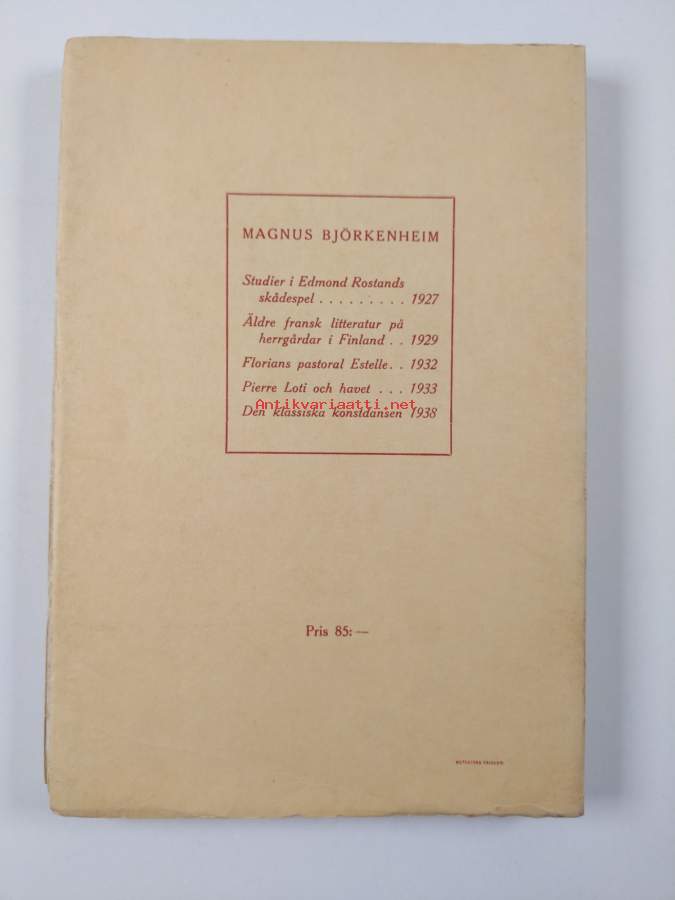 MAGNUS BJÖRKENHEIM
Studier i Edmond Rostands
skådespel . . . . . . . . . 1927
Äldre fransk litteratur på
herrgårdar i Finland . . 1929
Florians pastoral Estelle. . 1932
Pierre Loti och havet . . . 1933
Antikvariaatti.net
Den klassiska konstdansen 1938
Pris 85: —